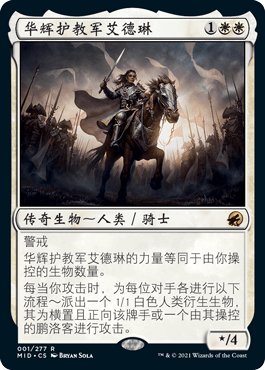 华辉护教军艾德琳 1
传奇生物～人类 / 骑士
警戒
华辉护教军艾德琳的力量等同于由你操
控的生物数量。
每当你攻击时，为每位对手各进行以下
流程～派出一个 1/1 白色人类衍生生物，
其为横置且正向该牌手或一个由其操控
的鹏洛客进行攻击。
*/4
001/277 R
MID • CS BRYAN SOLA
™ & © 2021 Wizards of the Coast